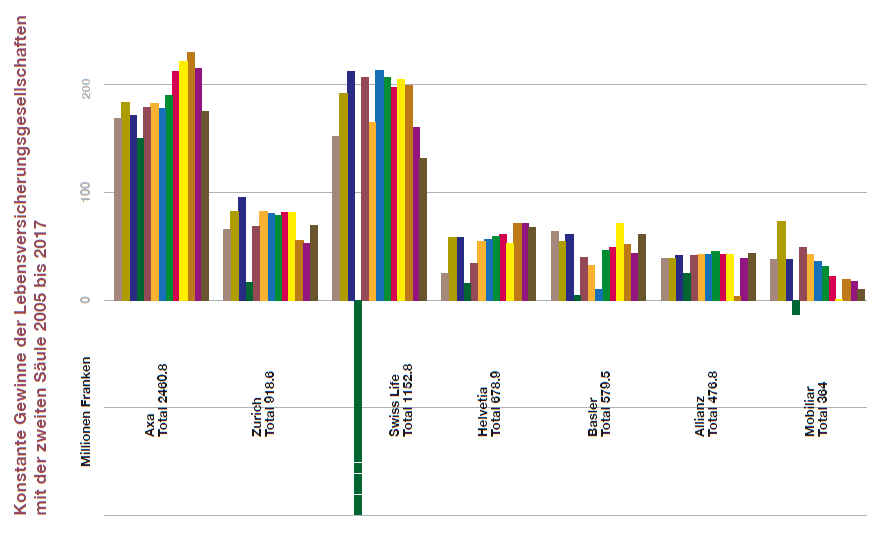 Konstante Gewinne der Lebensversicherungsgesellschaften
mit der zweiten Säule 2005 bis 2017
Millionen Franken
200
100
0
Axa
Total 2460.8
Zurich
Total 918.6
Swiss Life
Total 1152.8
Helvetia
Total 678.9
Basler
Total 579.5
Allianz
Total 476.8
Mobiliar
Total 364